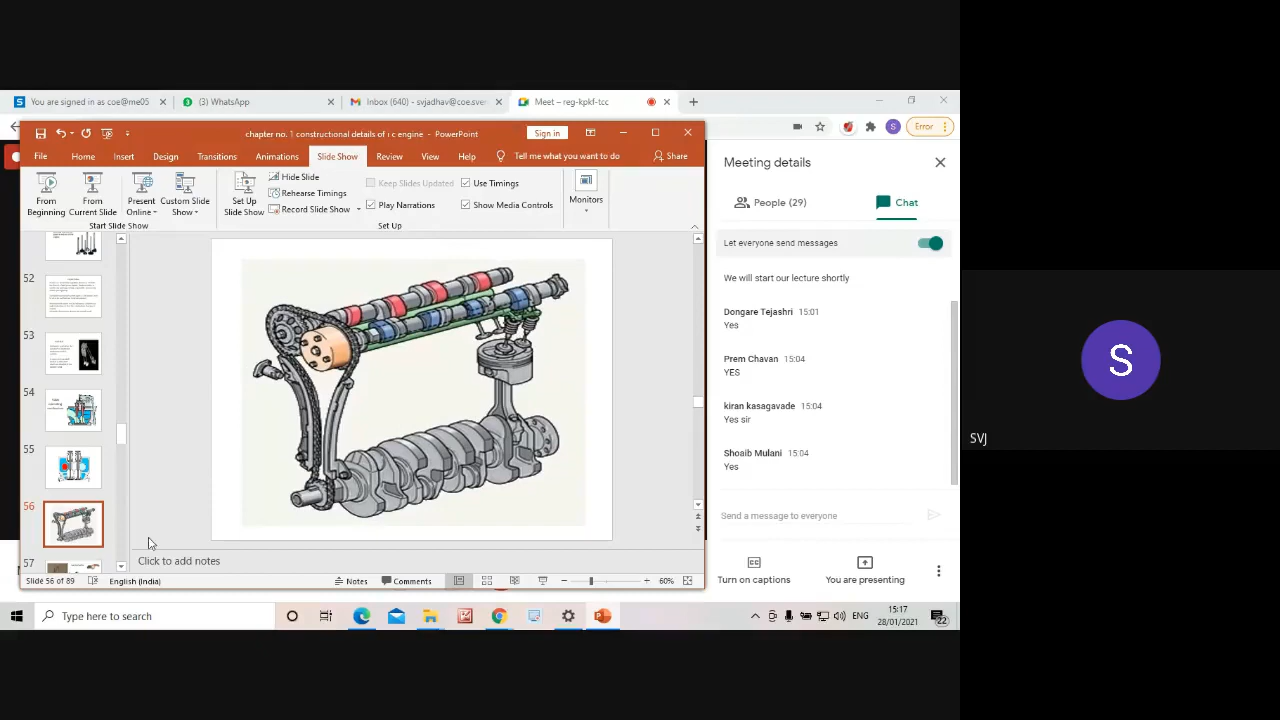 You are signed in as coe@me05
(3) WhatsApp
Inbox (640) - svjadhav@coe.sve
Meet – reg-kpkf-tcc
chapter no. 1 constructional details of i c engine - PowerPoint
Sign in
Error
File
Home
Insert
Design
Transitions
Animations
Slide Show
Review
View
Help
Tell me what you want to do
Share
From Beginning
From Current Slide
Present Online
Custom Slide Show
Start Slide Show
Set Up Slide Show
Hide Slide
Rehearse Timings
Record Slide Show
Keep Slides Updated
Play Narrations
Use Timings
Show Media Controls
Set Up
Monitors
52
53
54
55
56
57
Click to add notes
Slide 56 of 89
English (India)
Notes
Comments
60%
Meeting details
People (29)
Chat
Let everyone send messages
We will start our lecture shortly
Dongare Tejashri 15:01
Yes
Prem Chavan 15:04
YES
kiran kasagavade 15:04
Yes sir
Shoaib Mulani 15:04
Yes
Send a message to everyone
Turn on captions
You are presenting
Type here to search
ENG
15:17
28/01/2021
22
S
SVJ